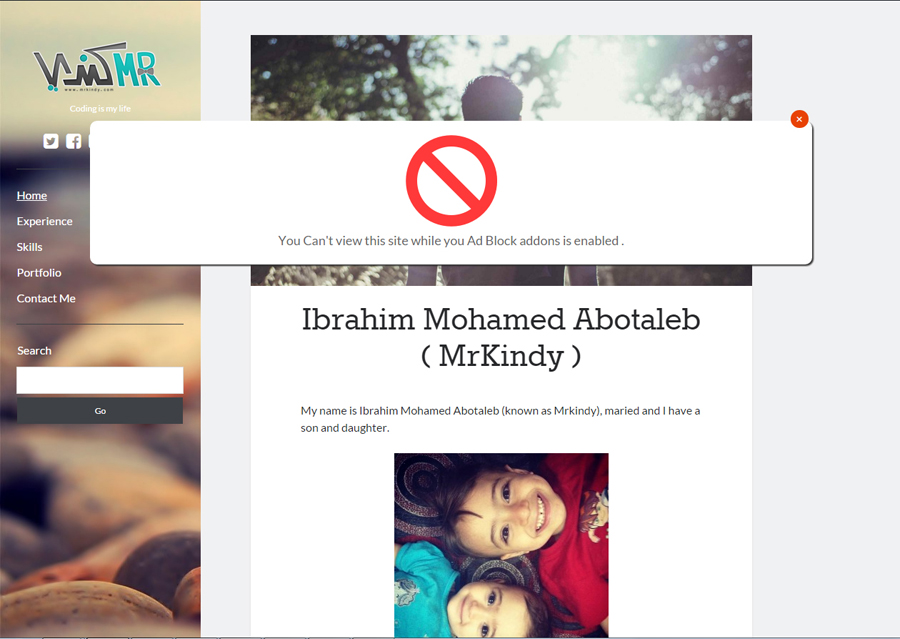 كندي MR
www.mrkindy.com
Coding is my life
Home
Experience
Skills
Portfolio
Contact Me
Search
Go
×
You Can't view this site while you Ad Block addons is enabled .
Ibrahim Mohamed Abotaleb
( MrKindy )
My name is Ibrahim Mohamed Abotaleb (known as Mrkindy), maried and I have a
son and daughter.